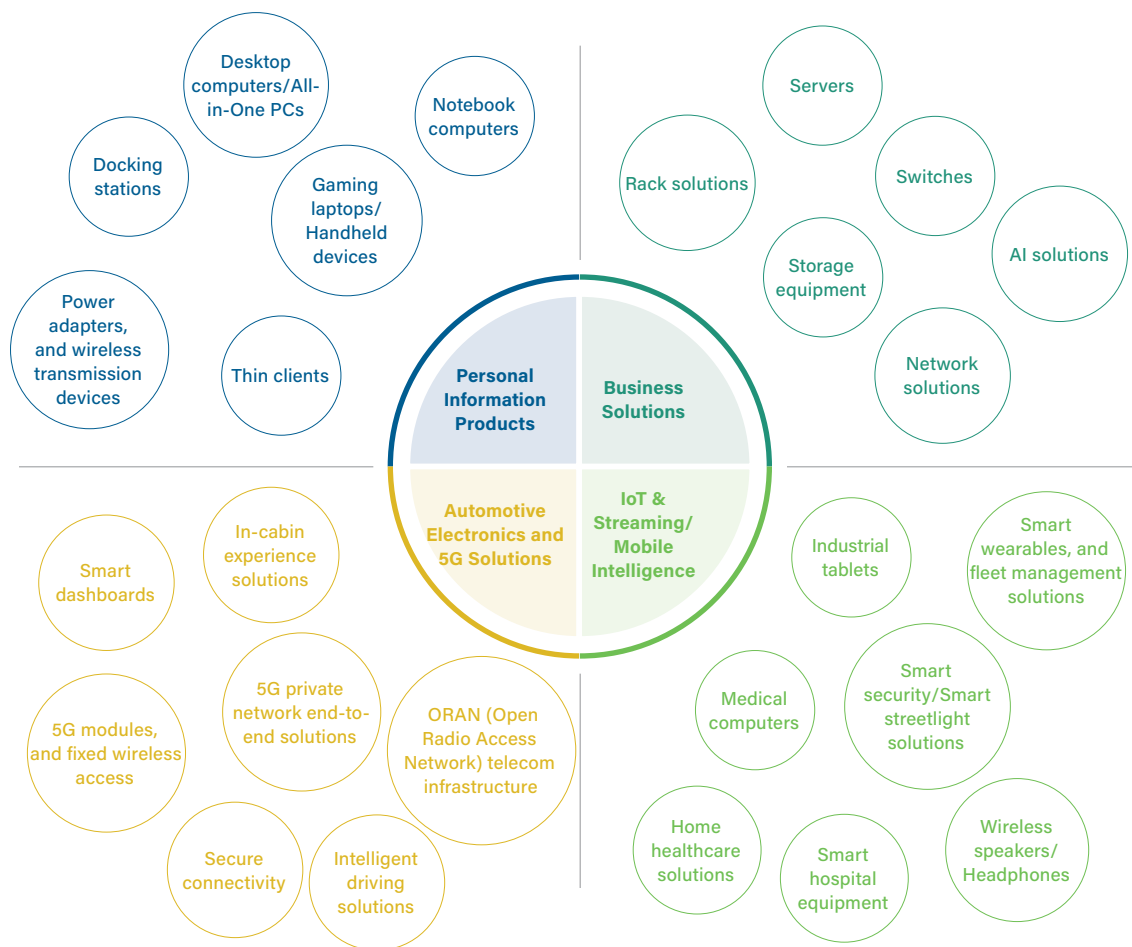 Desktop
computers/All-
in-One PCs
Notebook
computers
Docking
stations
Gaming
laptops/
Handheld
devices
Power
adapters,
and wireless
transmission
devices
Thin clients
Servers
Rack solutions
Switches
AI solutions
Storage
equipment
Network
solutions
Personal
Information
Products
Business
Solutions
Automotive
Electronics and
5G Solutions
IoT &
Streaming/
Mobile
Intelligence
In-cabin
experience
solutions
Smart
dashboards
5G private
network end-to-
end solutions
5G modules,
and fixed wireless
access
ORAN (Open
Radio Access
Network) telecom
infrastructure
Secure
connectivity
Intelligent
driving
solutions
Industrial
tablets
Smart
wearables, and
fleet management
solutions
Medical
computers
Smart
security/Smart
streetlight
solutions
Home
healthcare
solutions
Smart
hospital
equipment
Wireless
speakers/
Headphones